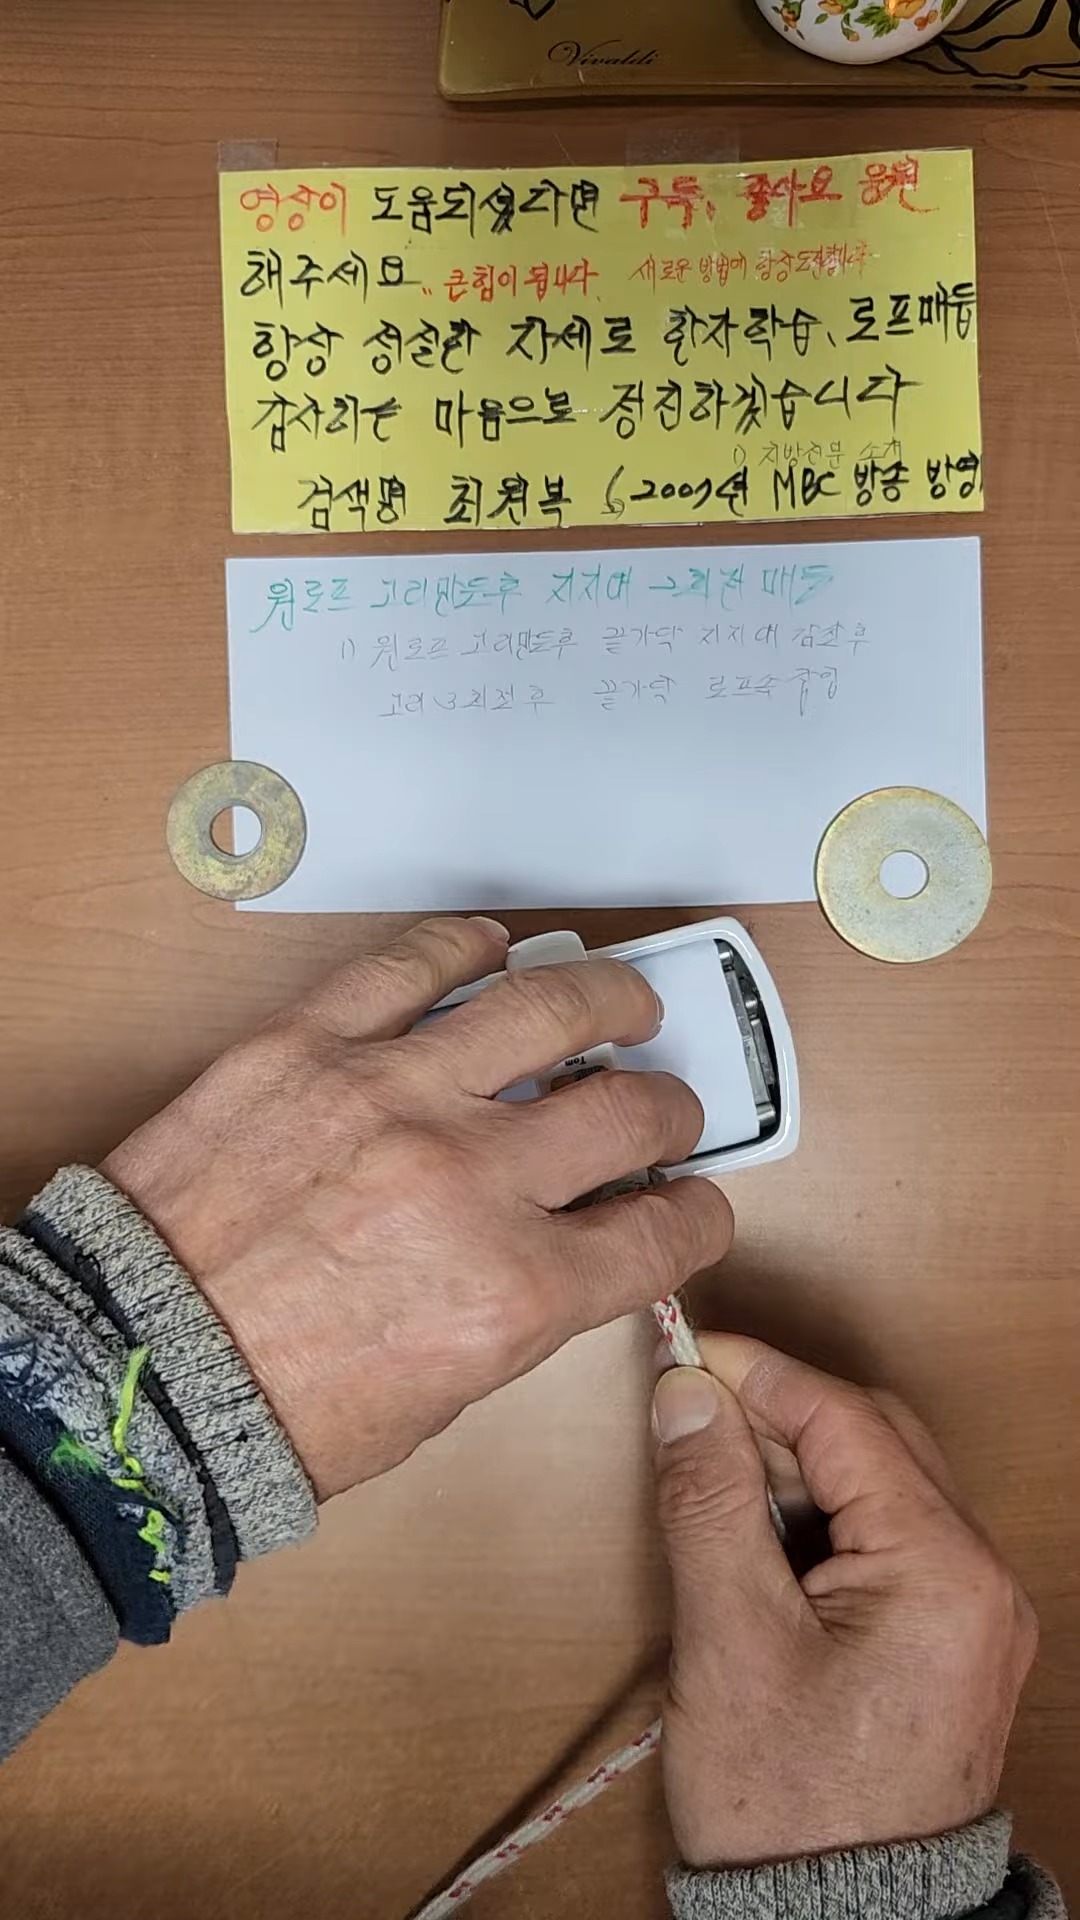 Vivaldi
영상이 도움되셨다면 구독, 좋아요 응원
해주세요.. 큰힘이 됩니다. 새로운 방법에 항상 도전합니다
항상 성실한 자세로 한자학습, 로프매듭
감사하는 마음으로 정진하겠습니다
1) 지방전문 소개
검색명 최원복 2007년 MBC 방송 방영
원로프 고리만든후 지지대 2회전 매듭
1) 원로프 고리만든후 끝가닥 지지대 감은후
고리 3회전후 끝가닥 로프속 삽입
Tom